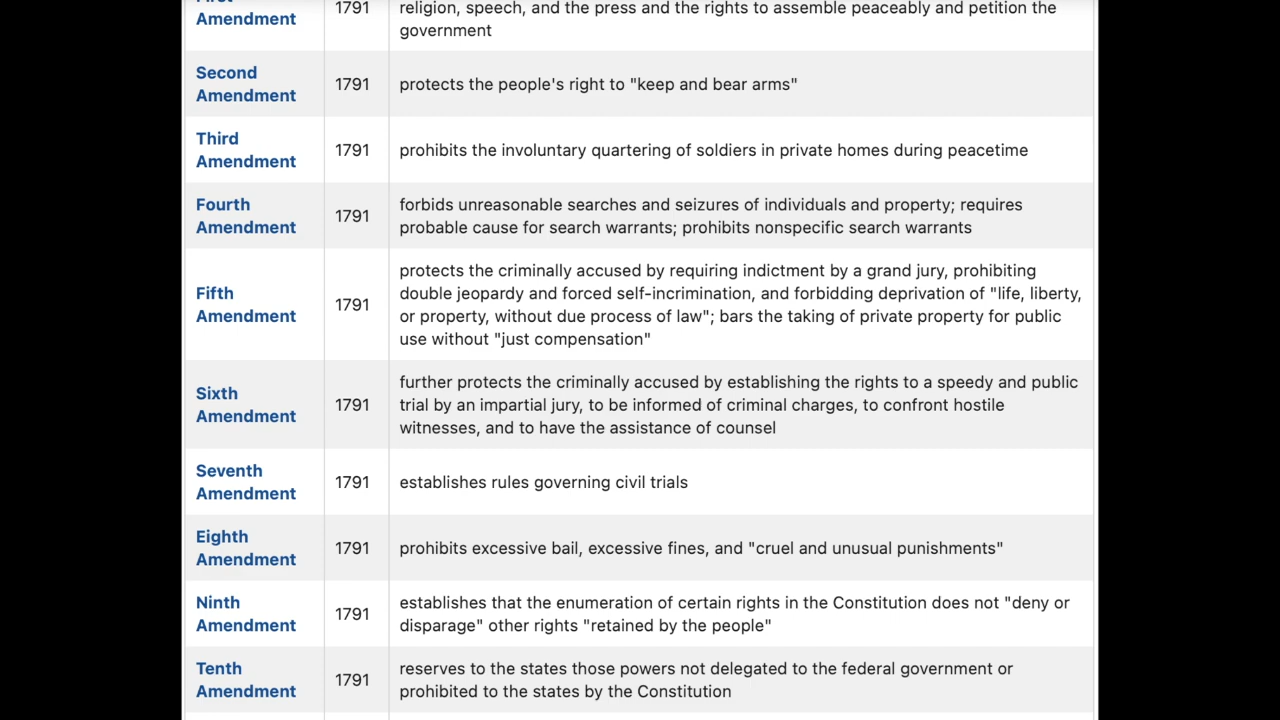 Amendment
1791
religion, speech, and the press and the rights to assemble peaceably and petition the
government
Second
Amendment
1791
protects the people's right to "keep and bear arms"
Third
Amendment
1791
prohibits the involuntary quartering of soldiers in private homes during peacetime
Fourth
Amendment
1791
forbids unreasonable searches and seizures of individuals and property; requires
probable cause for search warrants; prohibits nonspecific search warrants
Fifth
Amendment
1791
protects the criminally accused by requiring indictment by a grand jury, prohibiting
double jeopardy and forced self-incrimination, and forbidding deprivation of "life, liberty,
or property, without due process of law"; bars the taking of private property for public
use without "just compensation"
Sixth
Amendment
1791
further protects the criminally accused by establishing the rights to a speedy and public
trial by an impartial jury, to be informed of criminal charges, to confront hostile
witnesses, and to have the assistance of counsel
Seventh
Amendment
1791
establishes rules governing civil trials
Eighth
Amendment
1791
prohibits excessive bail, excessive fines, and "cruel and unusual punishments"
Ninth
Amendment
1791
establishes that the enumeration of certain rights in the Constitution does not "deny or
disparage" other rights "retained by the people"
Tenth
Amendment
1791
reserves to the states those powers not delegated to the federal government or
prohibited to the states by the Constitution